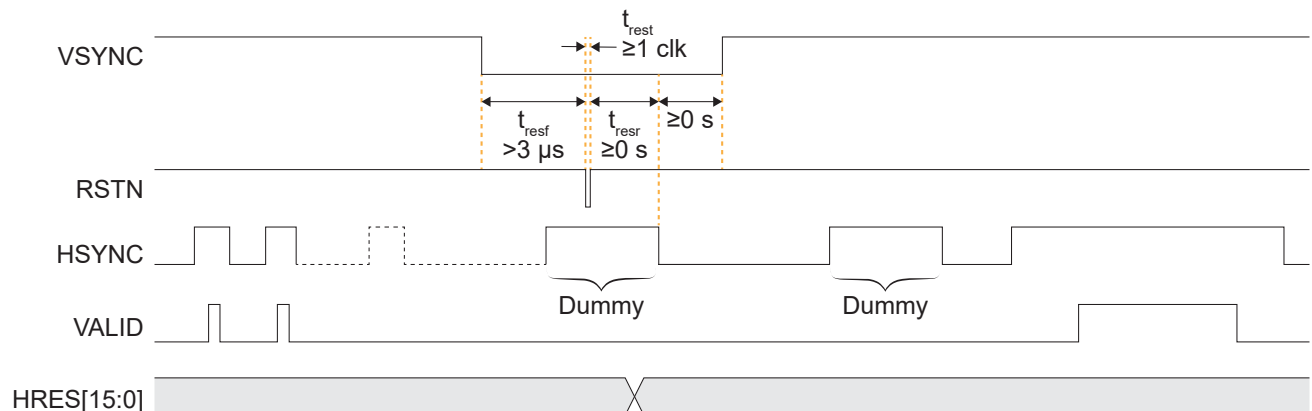 t_rest
≥1 clk
VSYNC
t_resf
>3 µs
t_resr
≥0 s
≥0 s
RSTN
HSYNC
Dummy
Dummy
VALID
HRES[15:0]